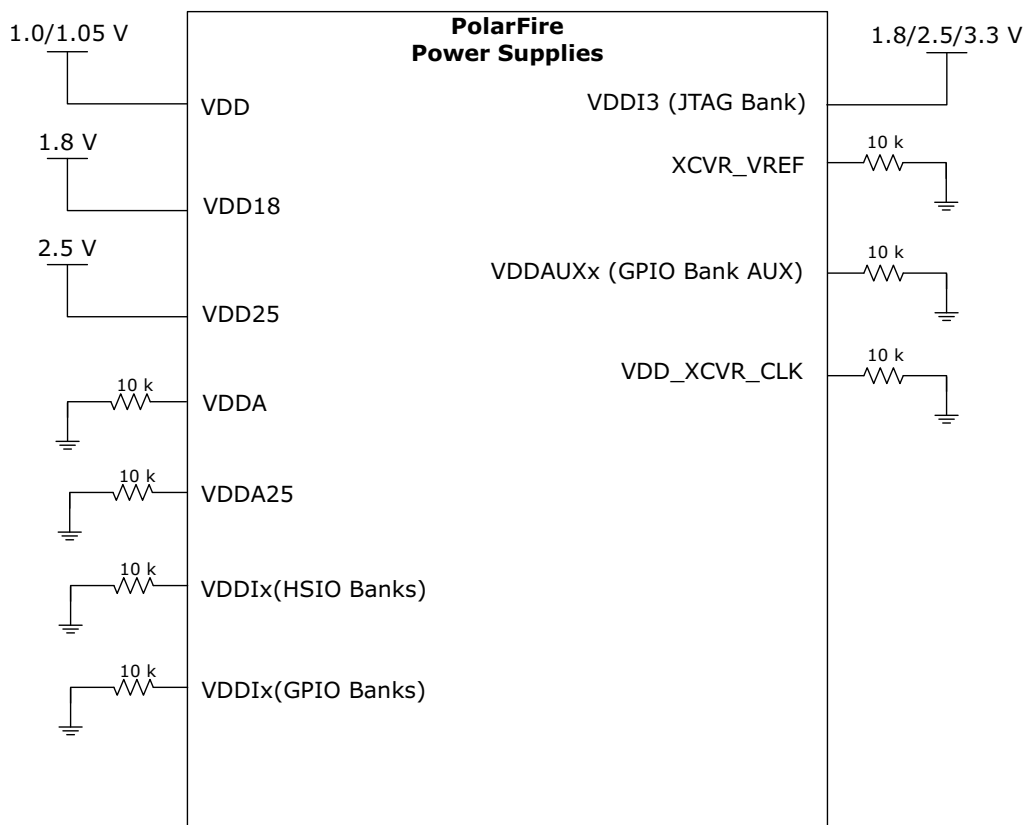 PolarFire
Power Supplies
1.0/1.05 V
VDD
1.8 V
VDD18
2.5 V
VDD25
10 k
VDDA
10 k
VDDA25
10 k
VDDIx(HSIO Banks)
10 k
VDDIx(GPIO Banks)
1.8/2.5/3.3 V
VDDI3 (JTAG Bank)
10 k
XCVR_VREF
10 k
VDDAUXx (GPIO Bank AUX)
10 k
VDD_XCVR_CLK